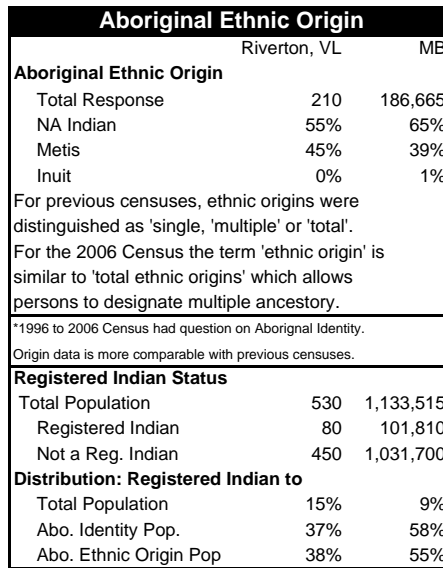 Aboriginal Ethnic Origin
Riverton, VL MB
Aboriginal Ethnic Origin
Total Response 210 186,665
NA Indian 55% 65%
Metis 45% 39%
Inuit 0% 1%
For previous censuses, ethnic origins were
distinguished as 'single, 'multiple' or 'total'.
For the 2006 Census the term 'ethnic origin' is
similar to 'total ethnic origins' which allows
persons to designate multiple ancestory.
*1996 to 2006 Census had question on Aborignal Identity.
Origin data is more comparable with previous censuses.
Registered Indian Status
Total Population 530 1,133,515
Registered Indian 80 101,810
Not a Reg. Indian 450 1,031,700
Distribution: Registered Indian to
Total Population 15% 9%
Abo. Identity Pop. 37% 58%
Abo. Ethnic Origin Pop 38% 55%